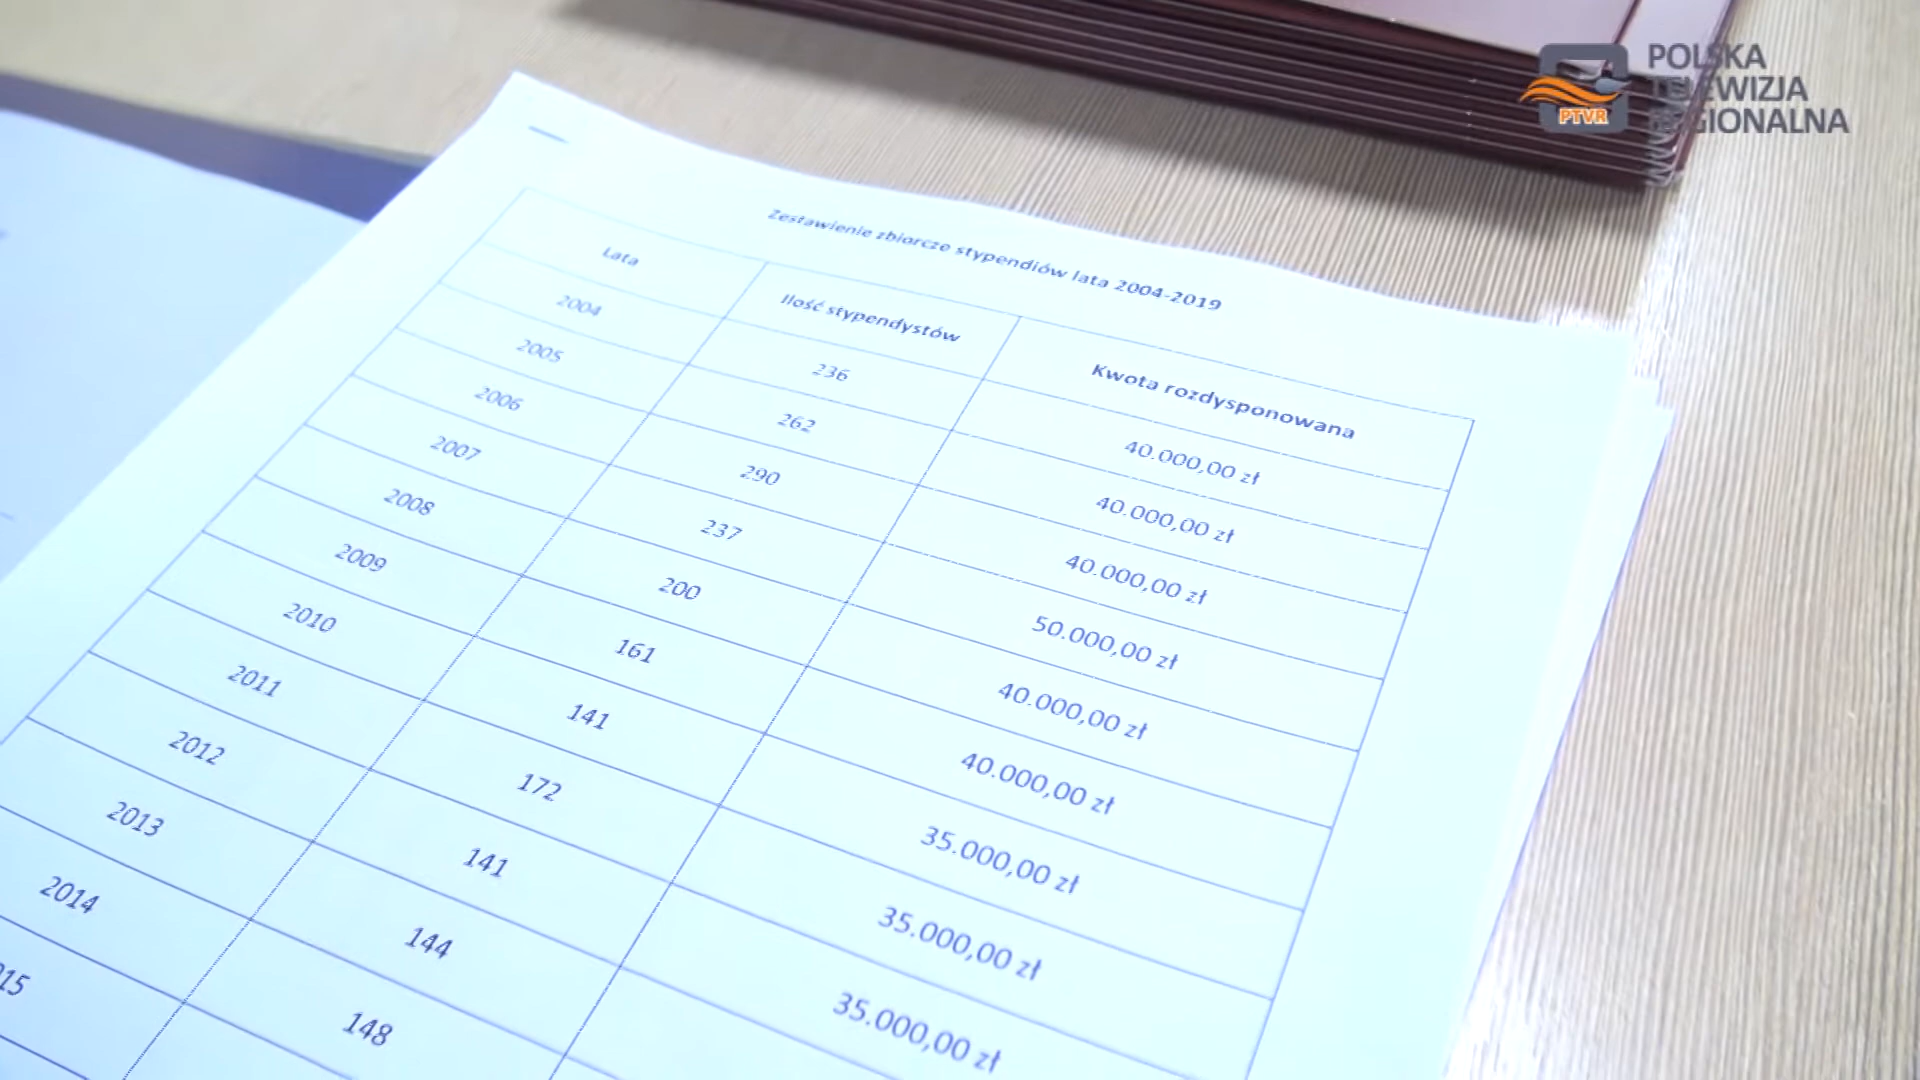 POLSKA
TELEWIZJA
REGIONALNA
PTVR
Zestawienie zbiorcze stypendiów lata 2004-2019
Lata Ilość stypendystów Kwota rozdysponowana
2004 236 40.000,00 zł
2005 262 40.000,00 zł
2006 290 40.000,00 zł
2007 237 50.000,00 zł
2008 200 40.000,00 zł
2009 161 40.000,00 zł
2010 141 35.000,00 zł
2011 172 35.000,00 zł
2012 141 35.000,00 zł
2013 144
2014 148
15